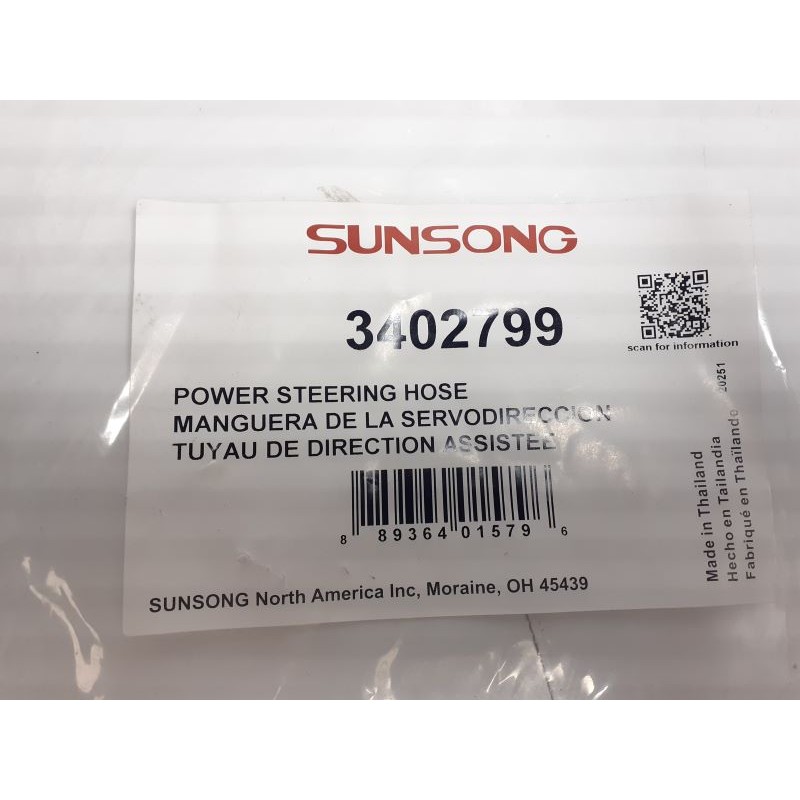 SUNSONG
3402799
scan for information
POWER STEERING HOSE
MANGUERA DE LA SERVODIRECCION
TUYAU DE DIRECTION ASSISTEE
8 89364 01579 6
SUNSONG North America Inc, Moraine, OH 45439
Made in Thailand
Hecho en Tailandia
Fabriqué en Thaïlande
20251